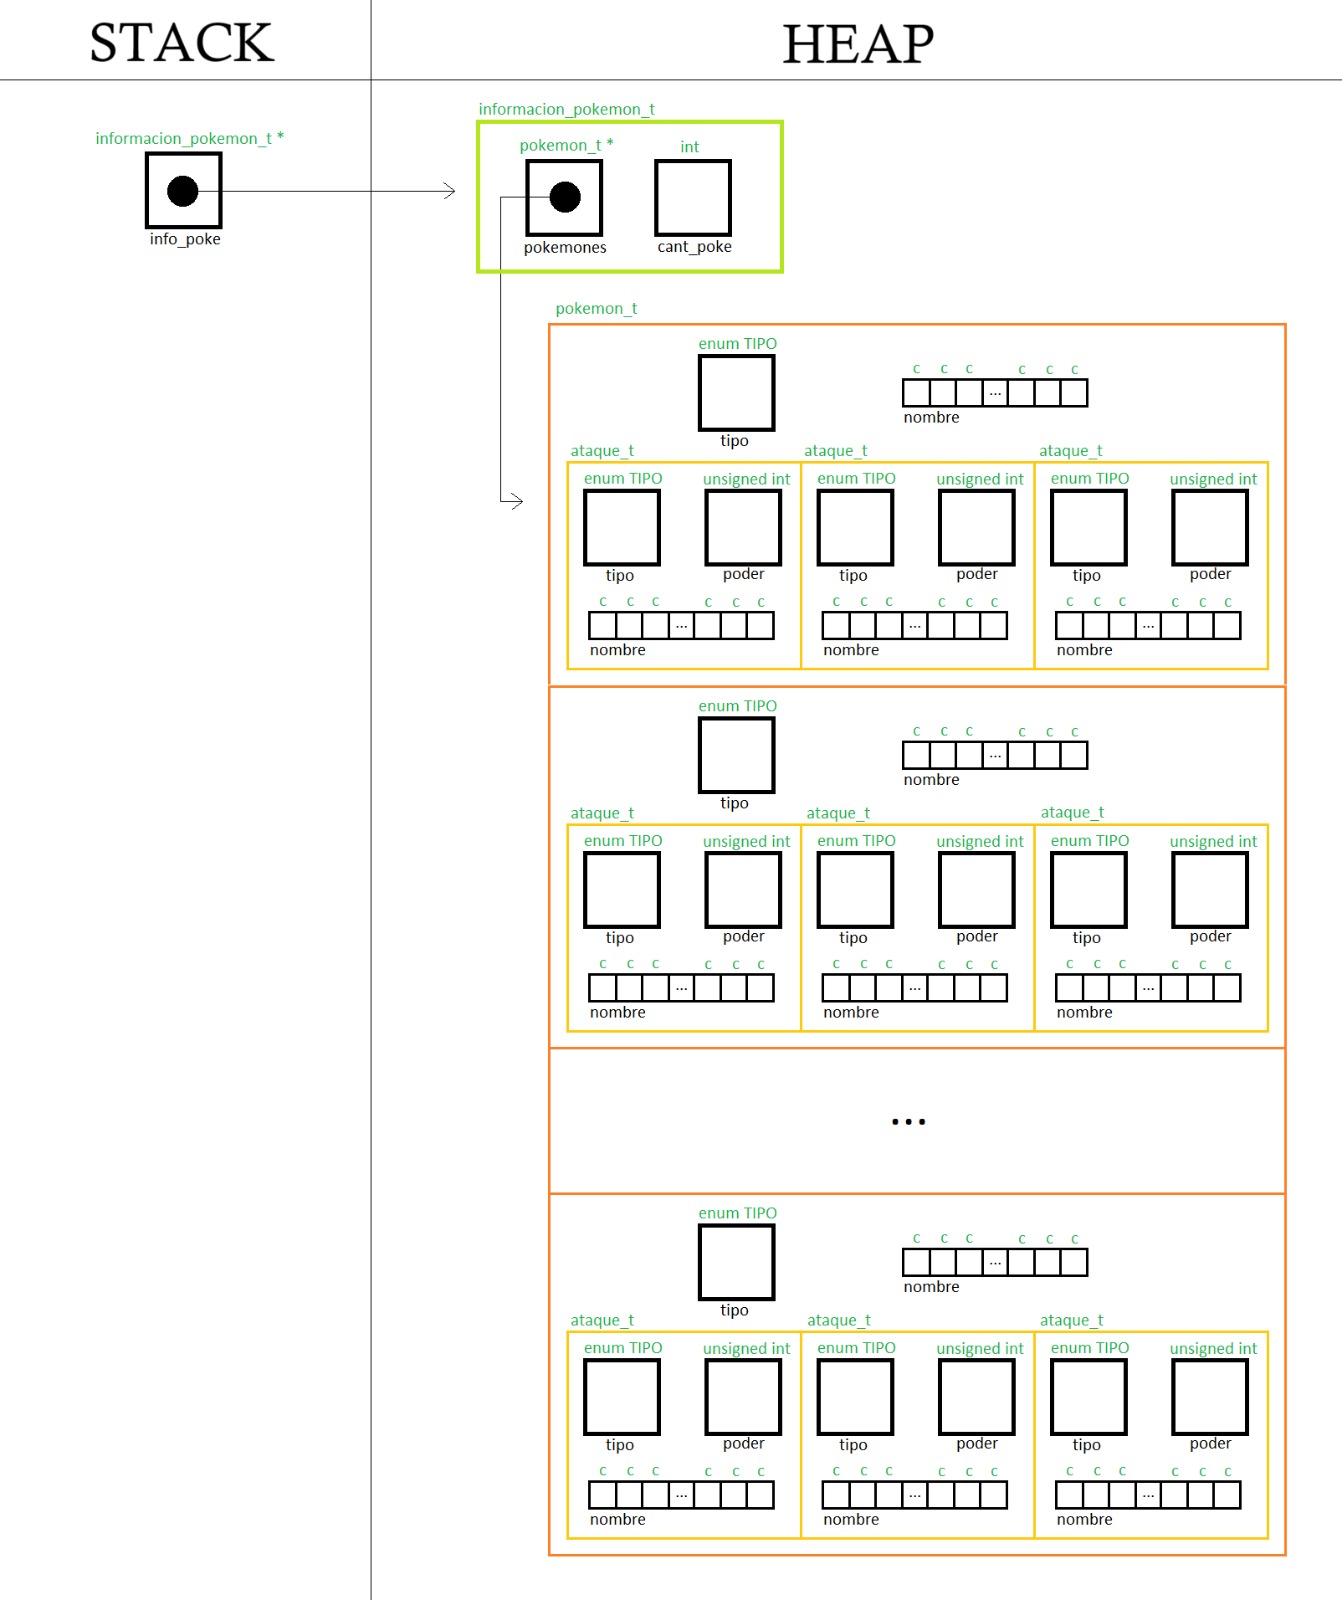 STACK HEAP
informacion_pokemon_t
informacion_pokemon_t *
pokemon_t * int
info_poke
pokemones cant_poke
pokemon_t
enum TIPO
c c c c c c
...
nombre
tipo
ataque_t ataque_t ataque_t
enum TIPO unsigned int enum TIPO unsigned int enum TIPO unsigned int
tipo poder tipo poder tipo poder
c c c c c c c c c c c c c c c c c c
... ... ...
nombre nombre nombre
enum TIPO
c c c c c c
...
nombre
tipo
ataque_t ataque_t ataque_t
enum TIPO unsigned int enum TIPO unsigned int enum TIPO unsigned int
tipo poder tipo poder tipo poder
c c c c c c c c c c c c c c c c c c
... ... ...
nombre nombre nombre
...
enum TIPO
c c c c c c
...
nombre
tipo
ataque_t ataque_t ataque_t
enum TIPO unsigned int enum TIPO unsigned int enum TIPO unsigned int
tipo poder tipo poder tipo poder
c c c c c c c c c c c c c c c c c c
... ... ...
nombre nombre nombre